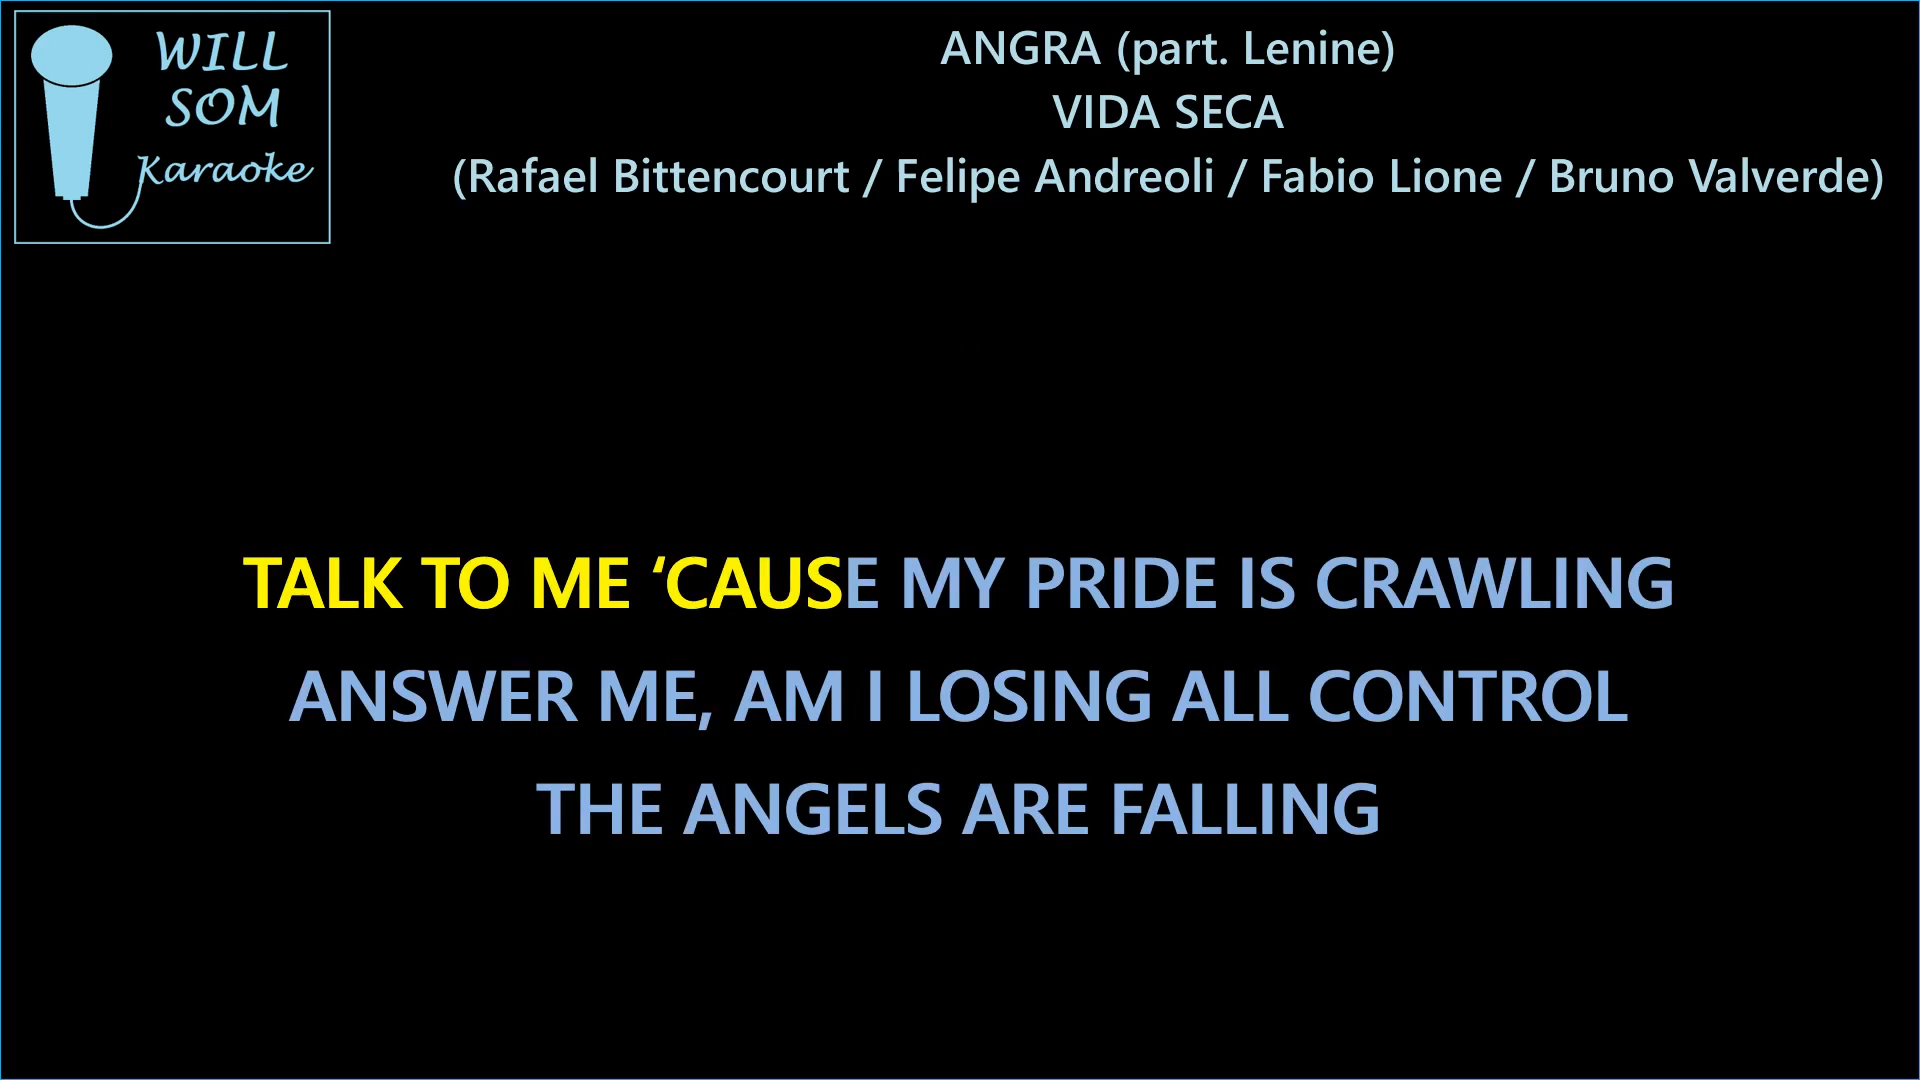 WILL
SOM
Karaoke
ANGRA (part. Lenine)
VIDA SECA
(Rafael Bittencourt / Felipe Andreoli / Fabio Lione / Bruno Valverde)
TALK TO ME ‘CAUSE MY PRIDE IS CRAWLING
ANSWER ME, AM I LOSING ALL CONTROL
THE ANGELS ARE FALLING